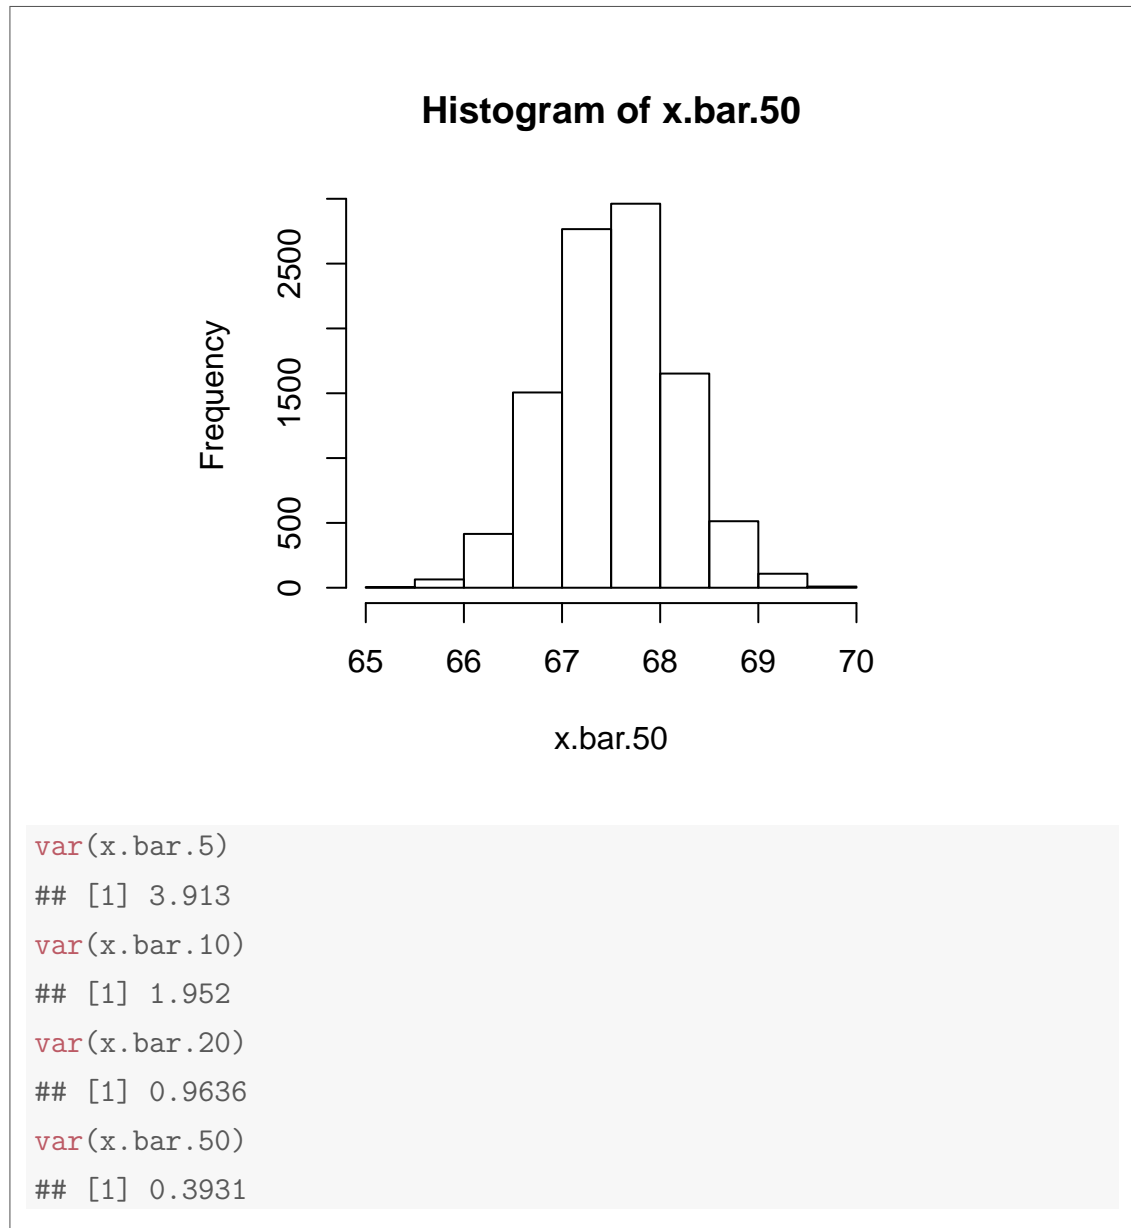 Histogram of x.bar.50
Frequency
0 500 1500 2500
65 66 67 68 69 70
x.bar.50
var(x.bar.5)
## [1] 3.913
var(x.bar.10)
## [1] 1.952
var(x.bar.20)
## [1] 0.9636
var(x.bar.50)
## [1] 0.3931